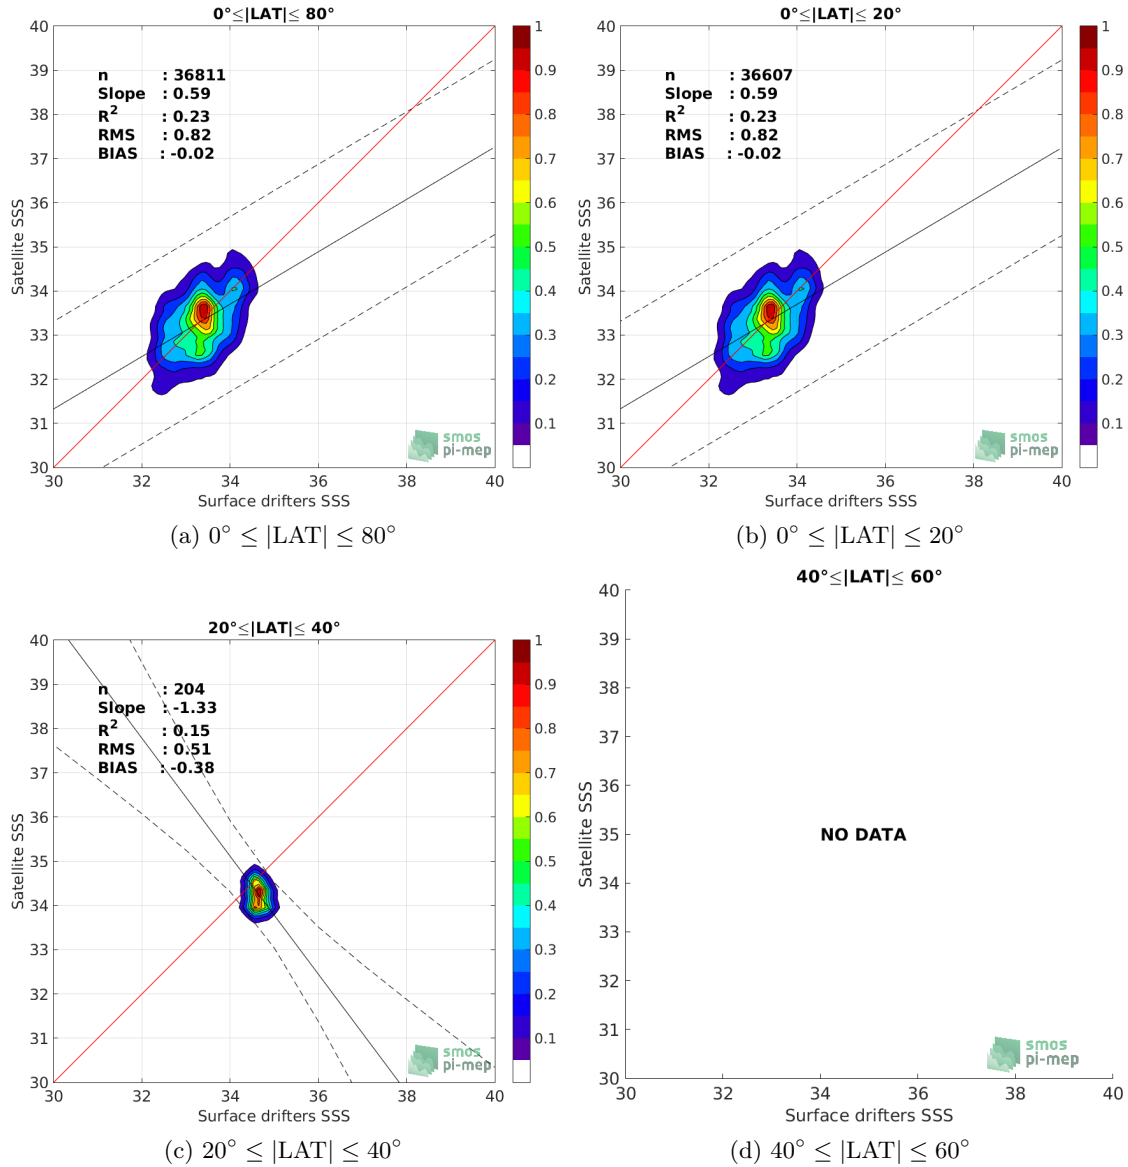 0°≤|LAT|≤ 80°
40
39
38
37
36
35
34
33
32
31
30
n : 36811
Slope : 0.59
R² : 0.23
RMS : 0.82
BIAS : -0.02
Satellite SSS
30 32 34 36 38 40
Surface drifters SSS
smos
pi-mep
1
0.9
0.8
0.7
0.6
0.5
0.4
0.3
0.2
0.1
(a) 0° ≤ |LAT| ≤ 80°
0°≤|LAT|≤ 20°
40
39
38
37
36
35
34
33
32
31
30
n : 36607
Slope : 0.59
R² : 0.23
RMS : 0.82
BIAS : -0.02
Satellite SSS
30 32 34 36 38 40
Surface drifters SSS
smos
pi-mep
1
0.9
0.8
0.7
0.6
0.5
0.4
0.3
0.2
0.1
(b) 0° ≤ |LAT| ≤ 20°
20°≤|LAT|≤ 40°
40
39
38
37
36
35
34
33
32
31
30
n : 204
Slope : -1.33
R² : 0.15
RMS : 0.51
BIAS : -0.38
Satellite SSS
30 32 34 36 38 40
Surface drifters SSS
smos
pi-mep
1
0.9
0.8
0.7
0.6
0.5
0.4
0.3
0.2
0.1
(c) 20° ≤ |LAT| ≤ 40°
40°≤|LAT|≤ 60°
40
39
38
37
36
35
34
33
32
31
30
NO DATA
Satellite SSS
30 32 34 36 38 40
Surface drifters SSS
smos
pi-mep
(d) 40° ≤ |LAT| ≤ 60°